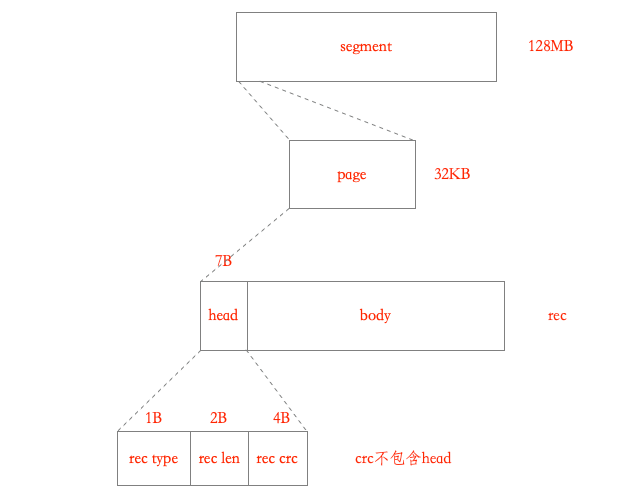 segment 128MB
page 32KB
7B
head body rec
1B 2B 4B
rec type rec len rec crc crc不包含head